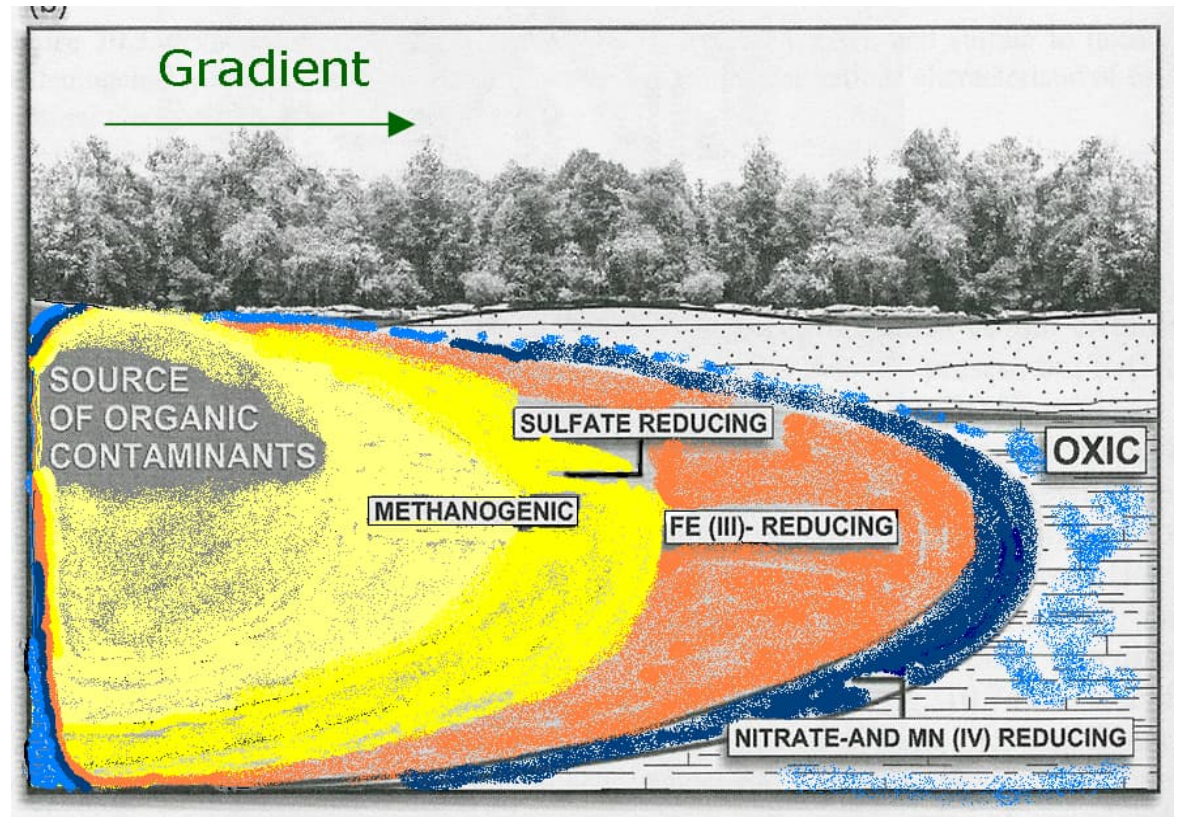 (b)
Gradient
SOURCE
OF ORGANIC
CONTAMINANTS
SULFATE REDUCING
OXIC
METHANOGENIC
FE (III)- REDUCING
NITRATE-AND MN (IV) REDUCING